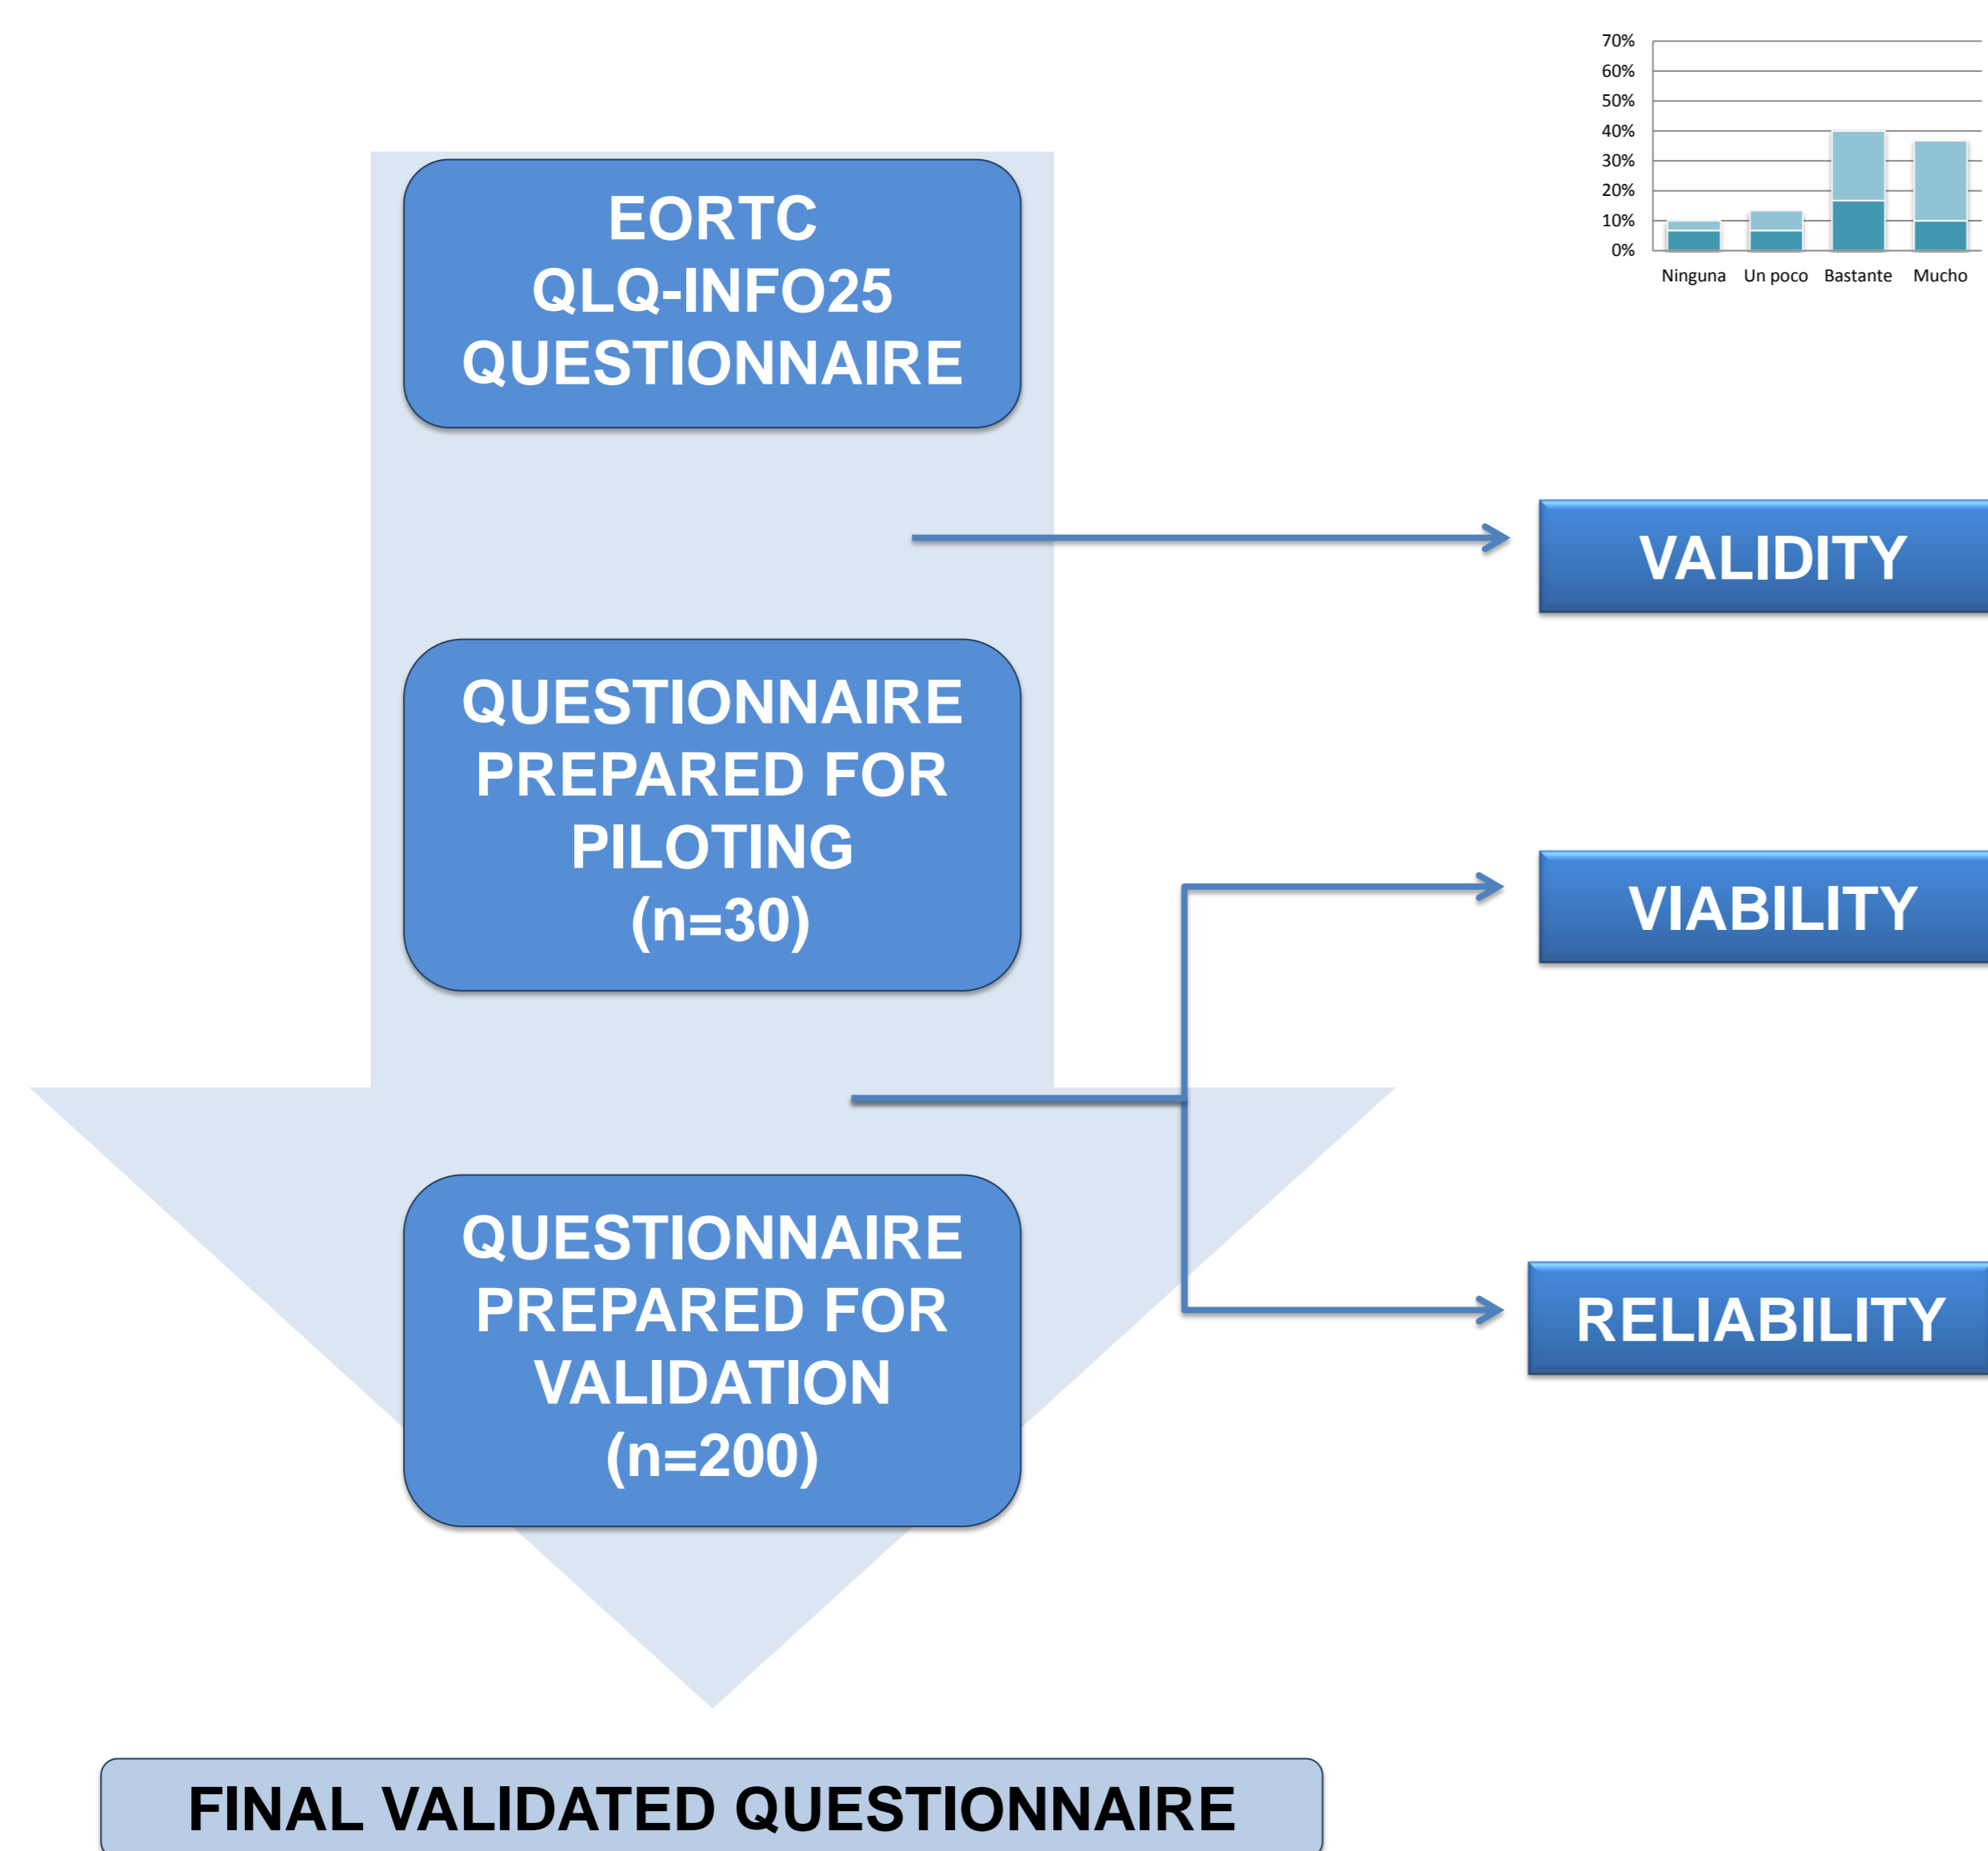 EORTC
QLQ-INFO25
QUESTIONNAIRE
QUESTIONNAIRE
PREPARED FOR
PILOTING
(n=30)
QUESTIONNAIRE
PREPARED FOR
VALIDATION
(n=200)
FINAL VALIDATED QUESTIONNAIRE
70%
60%
50%
40%
30%
20%
10%
0%
Ninguna Un poco Bastante Mucho
VALIDITY
VIABILITY
RELIABILITY